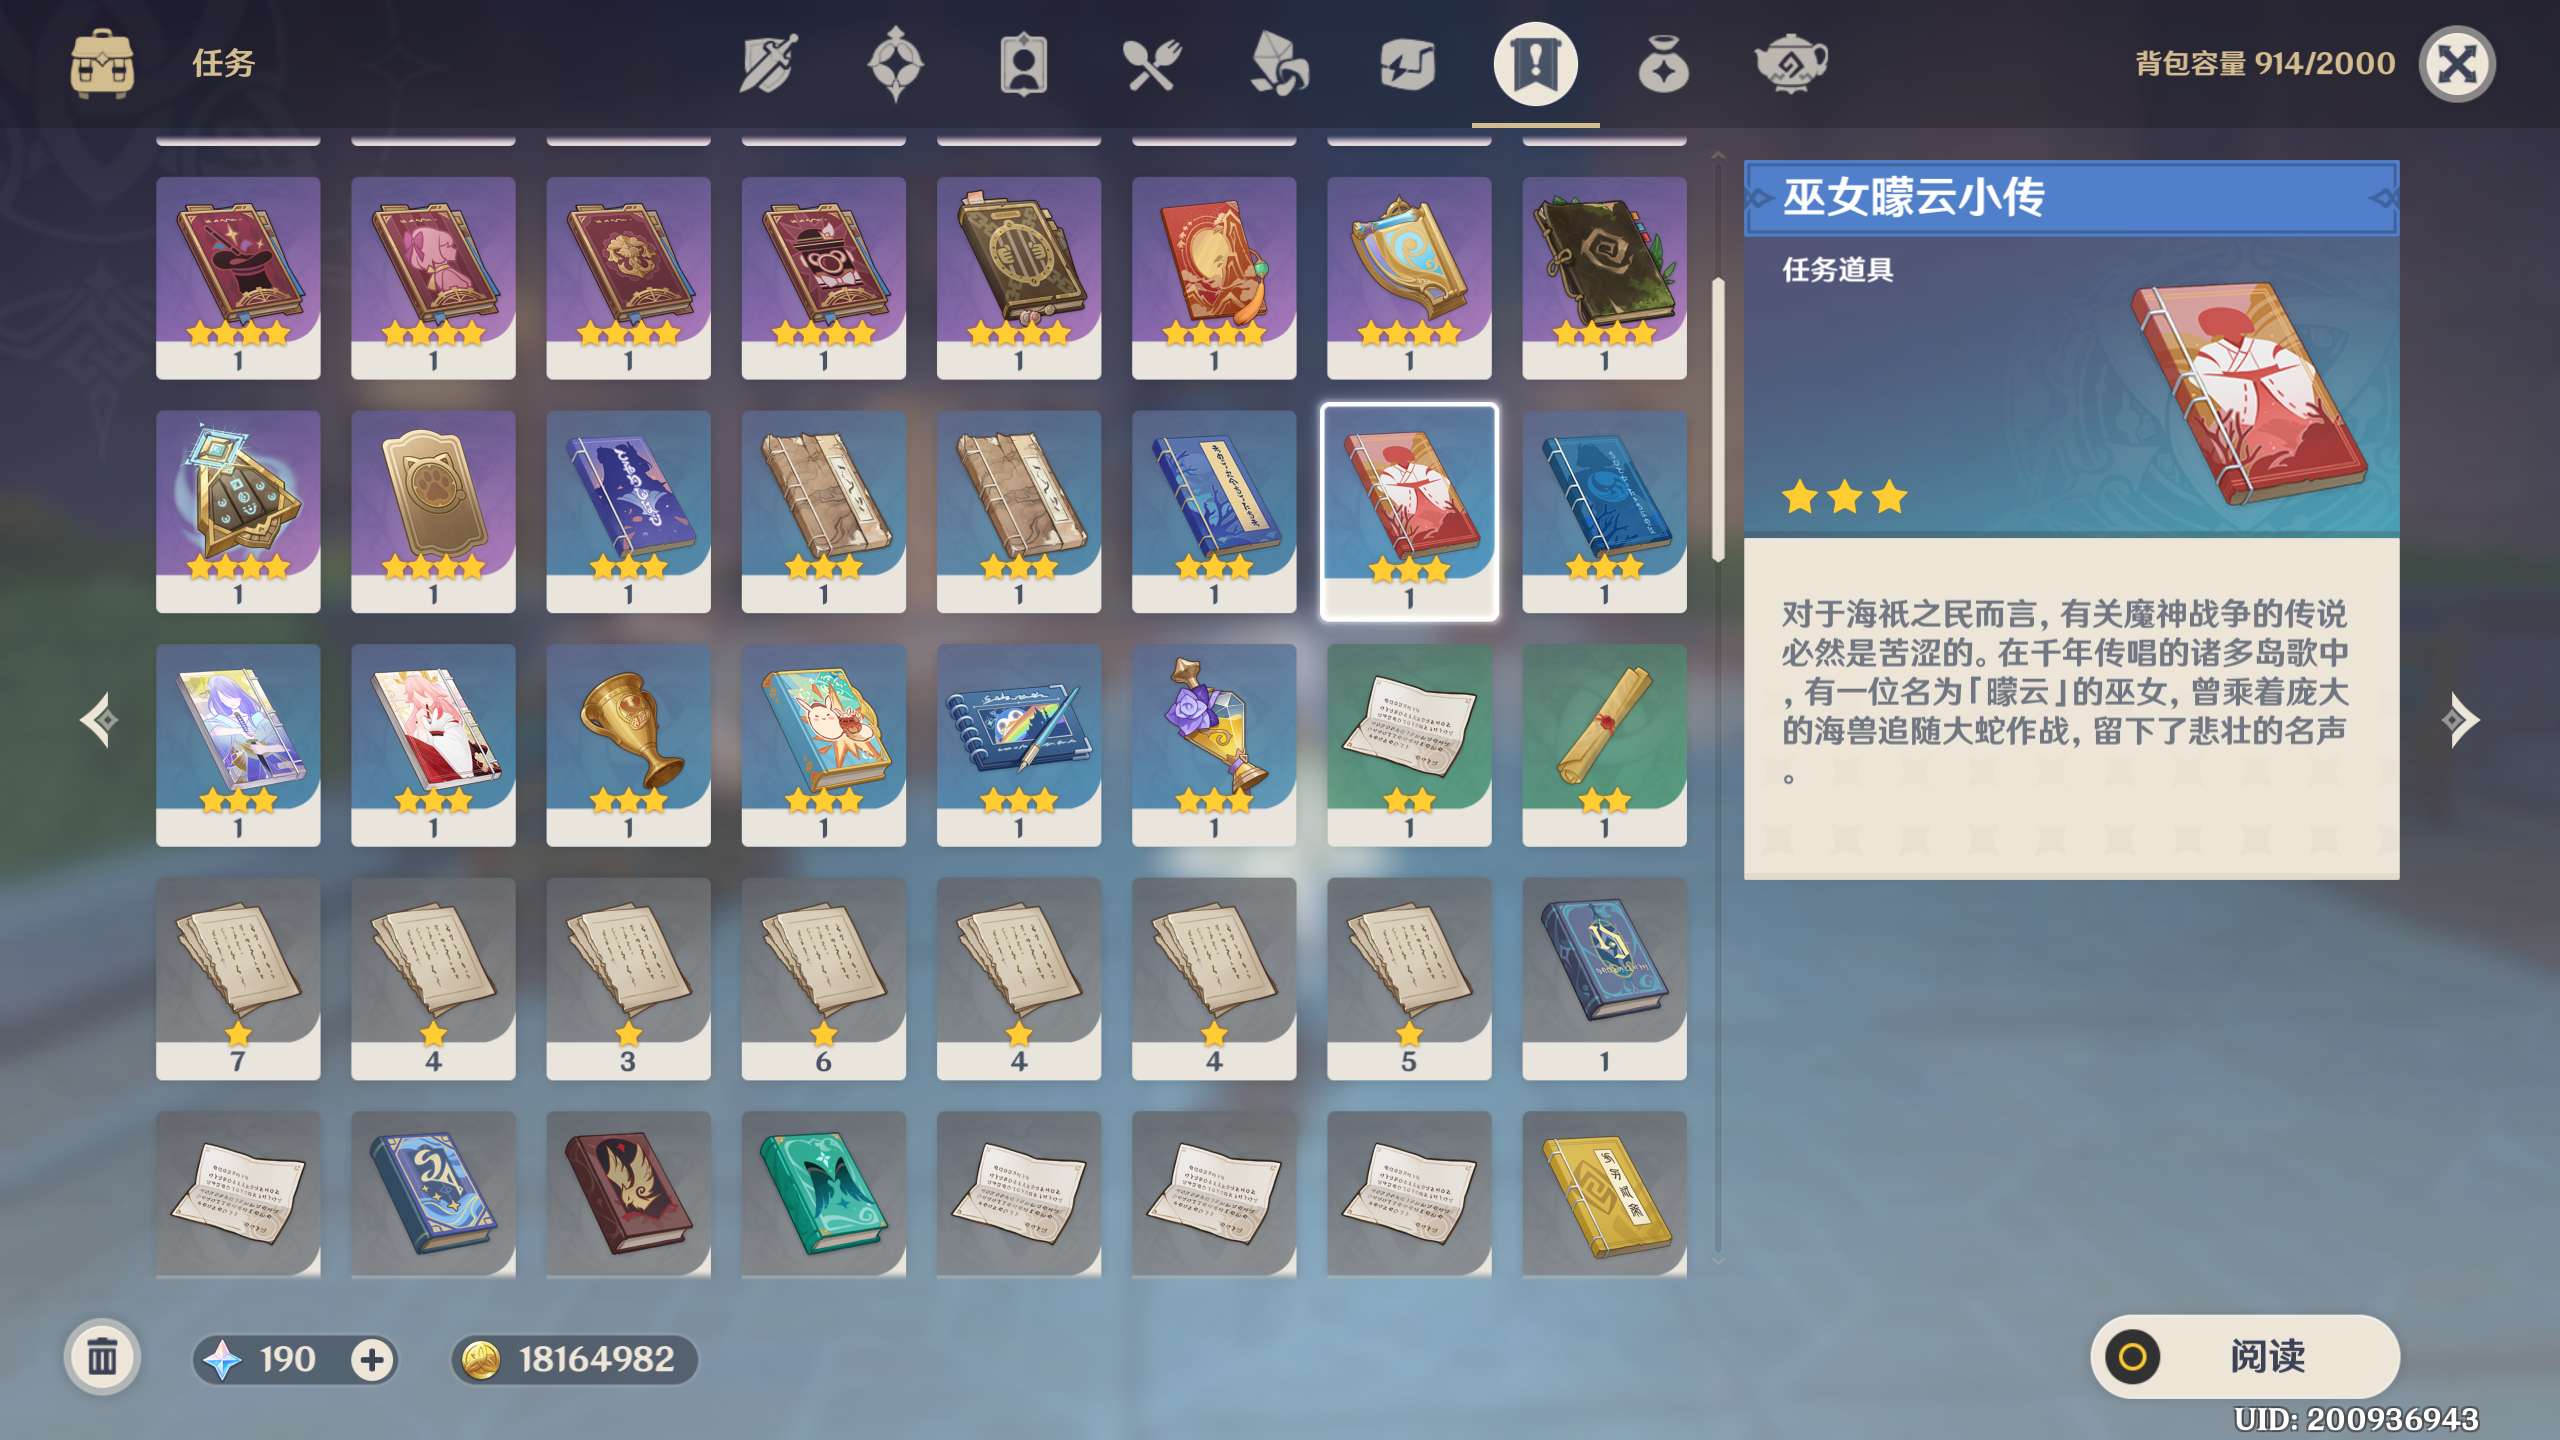 任务
背包容量 914/2000
巫女曚云小传
任务道具
对于海祇之民而言，有关魔神战争的传说
必然是苦涩的。在千年传唱的诸多岛歌中
，有一位名为「曚云」的巫女，曾乘着庞大
的海兽追随大蛇作战，留下了悲壮的名声
。
1 1 1 1 1 1 1 1
1 1 1 1 1 1 1 1
1 1 1 1 1 1 1 1
7 4 3 6 4 4 5 1
190
18164982
阅读
UID: 200936943